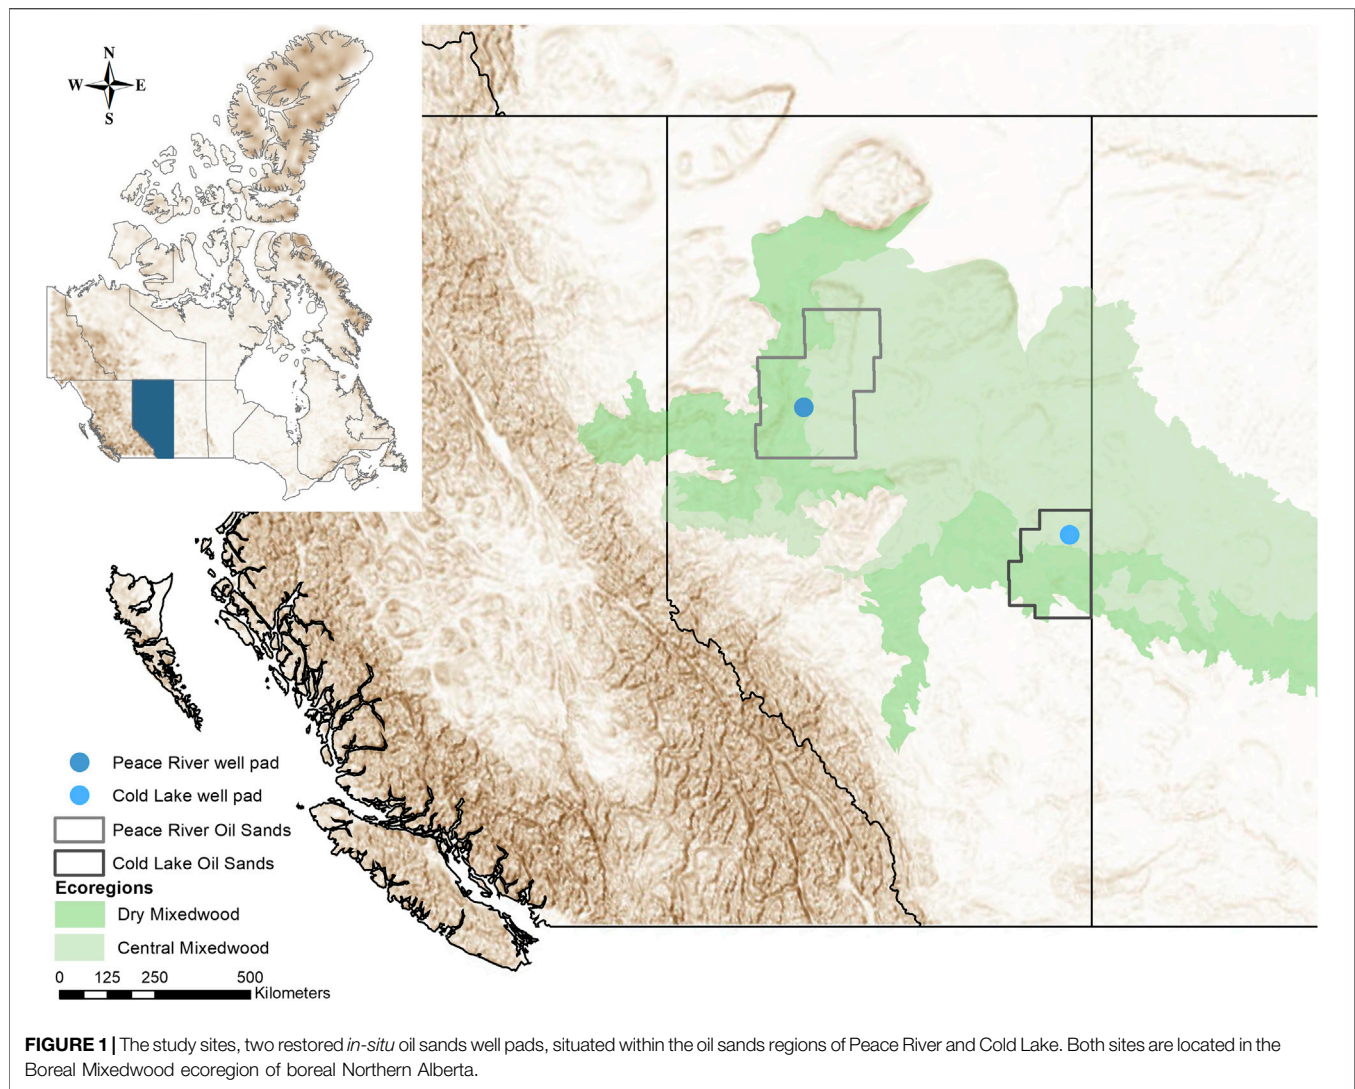 N
W E
S
Peace River well pad
Cold Lake well pad
Peace River Oil Sands
Cold Lake Oil Sands
Ecoregions
Dry Mixedwood
Central Mixedwood
0 125 250 500
Kilometers
FIGURE 1 | The study sites, two restored in-situ oil sands well pads, situated within the oil sands regions of Peace River and Cold Lake. Both sites are located in the
Boreal Mixedwood ecoregion of boreal Northern Alberta.